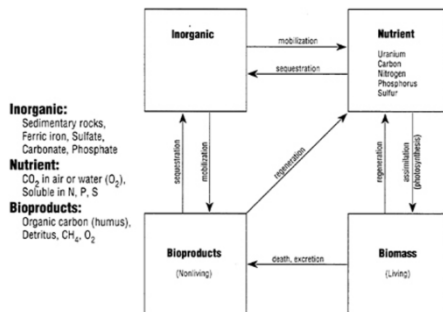 Inorganic
Nutrient
Uranium
Carbon
Nitrogen
Phosphorus
Sulfur
mobilization
sequestration
Inorganic:
Sedimentary rocks,
Ferric iron, Sulfate,
Carbonate, Phosphate
Nutrient:
CO₂ in air or water (O₂),
Soluble in N, P, S
Bioproducts:
Organic carbon (humus),
Detritus, CH₄, O₂
sequestration
mobilization
regeneration
regeneration
assimilation
(photosynthesis)
Bioproducts
(Nonliving)
death, excretion
Biomass
(Living)